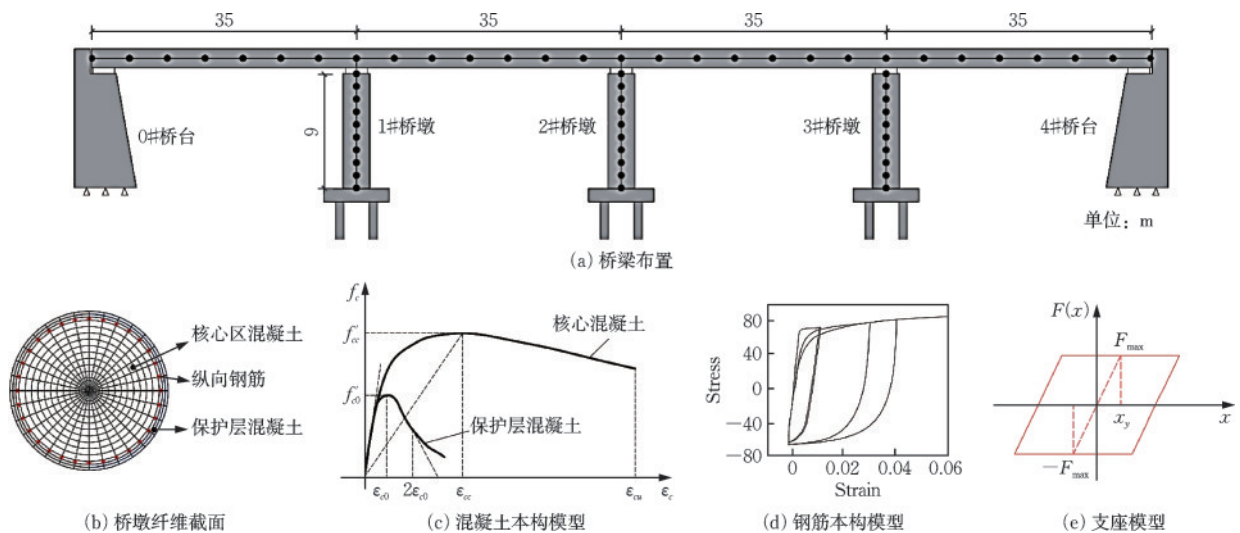 35 35 35 35
0#桥台
9
1#桥墩
2#桥墩
3#桥墩
4#桥台
单位：m
(a) 桥梁布置
核心区混凝土
纵向钢筋
保护层混凝土
(b) 桥墩纤维截面
f_c
f'_cc
f'_c0
核心混凝土
保护层混凝土
ε_c0 2ε_c0 ε_cc ε_cu ε_c
(c) 混凝土本构模型
Stress
80
40
0
−40
−80
0 0.02 0.04 0.06
Strain
(d) 钢筋本构模型
F(x)
F_max
x_y
x
−F_max
(e) 支座模型